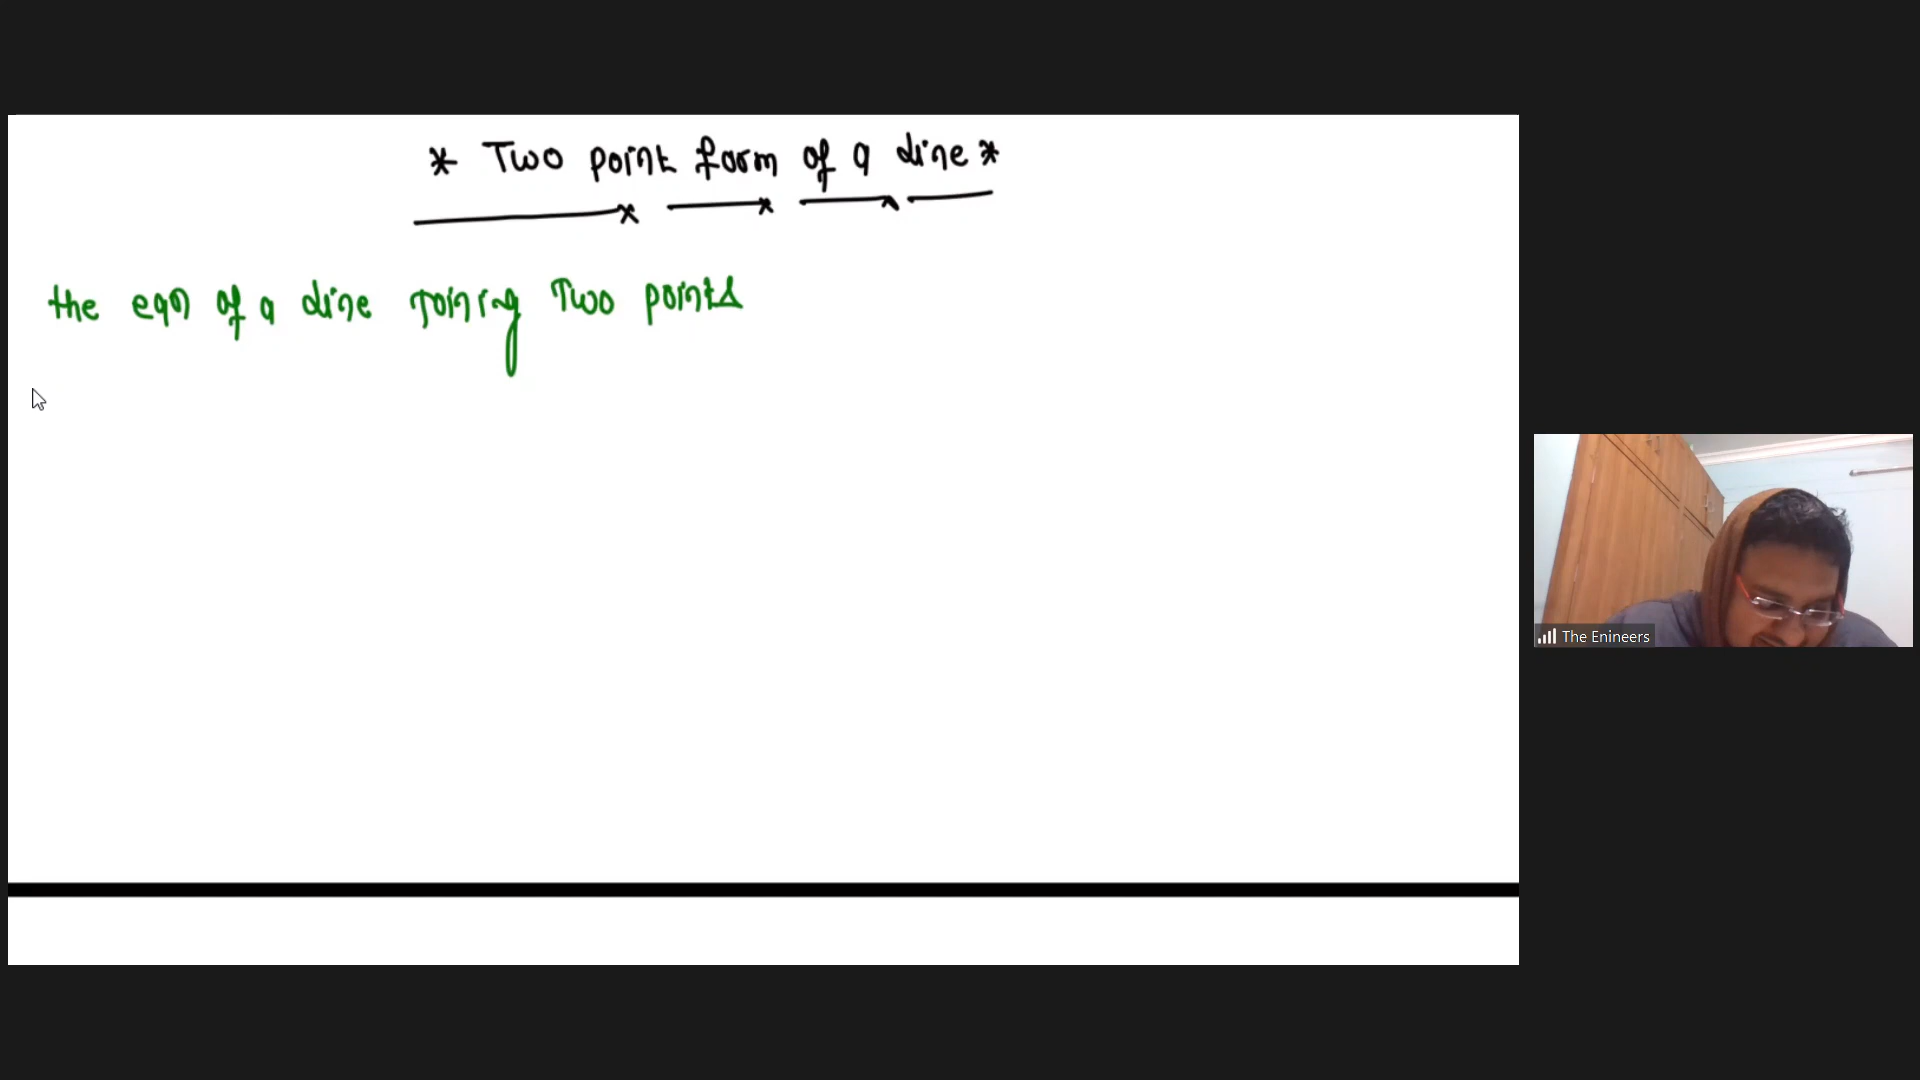 * Two point form of a line *
the eqn of a line Joining Two points
The Enineers